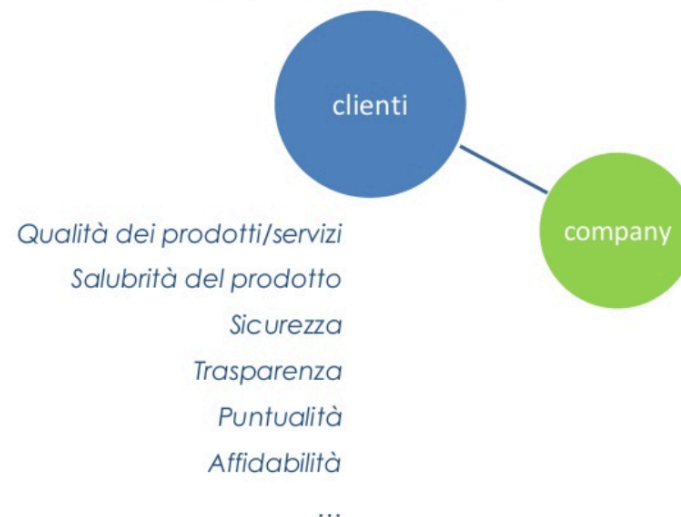 clienti
company
Qualità dei prodotti/servizi
Salubrità del prodotto
Sicurezza
Trasparenza
Puntualità
Affidabilità
...